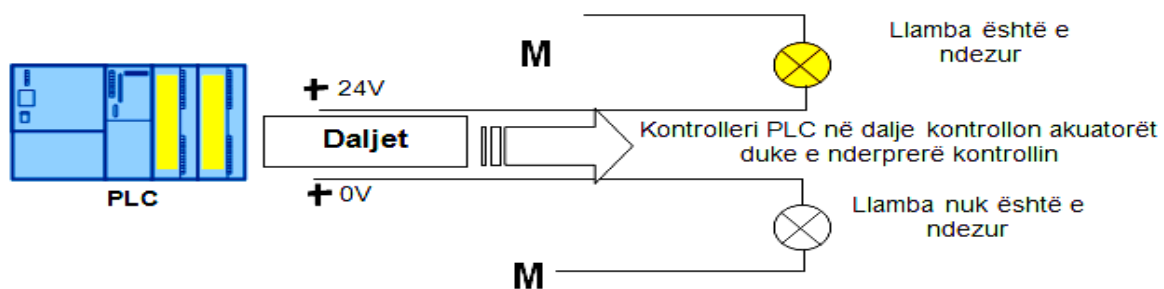 M
Llamba është e
ndezur
+ 24V
Daljet
Kontrolleri PLC në dalje kontrollon akuatorët
duke e nderprerë kontrollin
PLC
+ 0V
Llamba nuk është e
ndezur
M